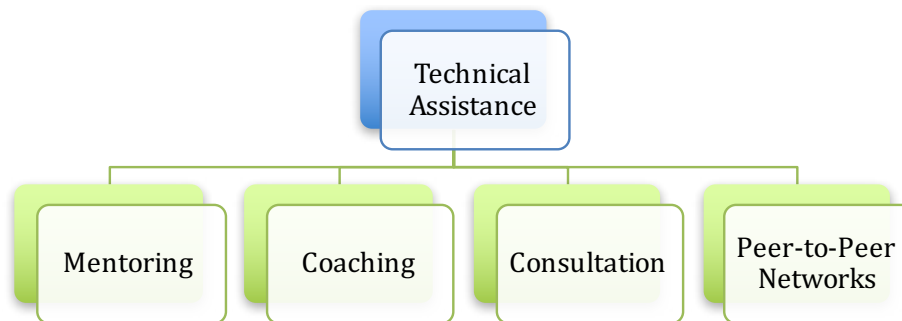 Technical
Assistance
Mentoring
Coaching
Consultation
Peer-to-Peer
Networks